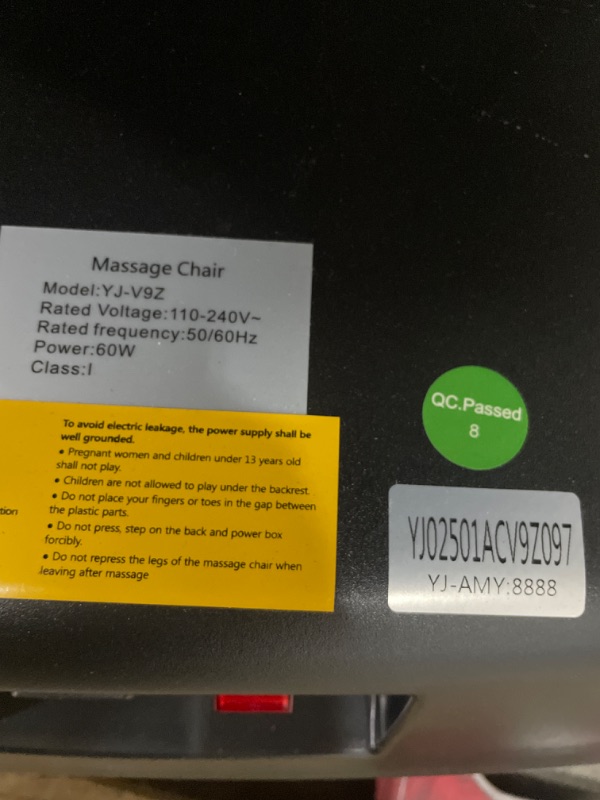 Massage Chair
Model:YJ-V9Z
Rated Voltage:110-240V~
Rated frequency:50/60Hz
Power:60W
Class:I
To avoid electric leakage, the power supply shall be
well grounded.
• Pregnant women and children under 13 years old
shall not play.
• Children are not allowed to play under the backrest.
• Do not place your fingers or toes in the gap between
the plastic parts.
• Do not press, step on the back and power box
forcibly.
• Do not repress the legs of the massage chair when
leaving after massage
tion
QC.Passed
8
YJ02501ACV9Z097
YJ-AMY:8888